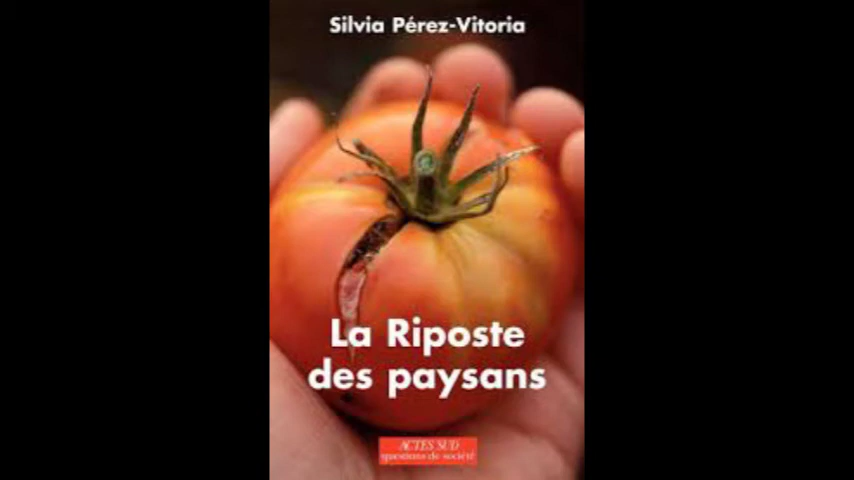 Silvia Pérez-Vitoria
La Riposte
des paysans
ACTES SUD
questions de société